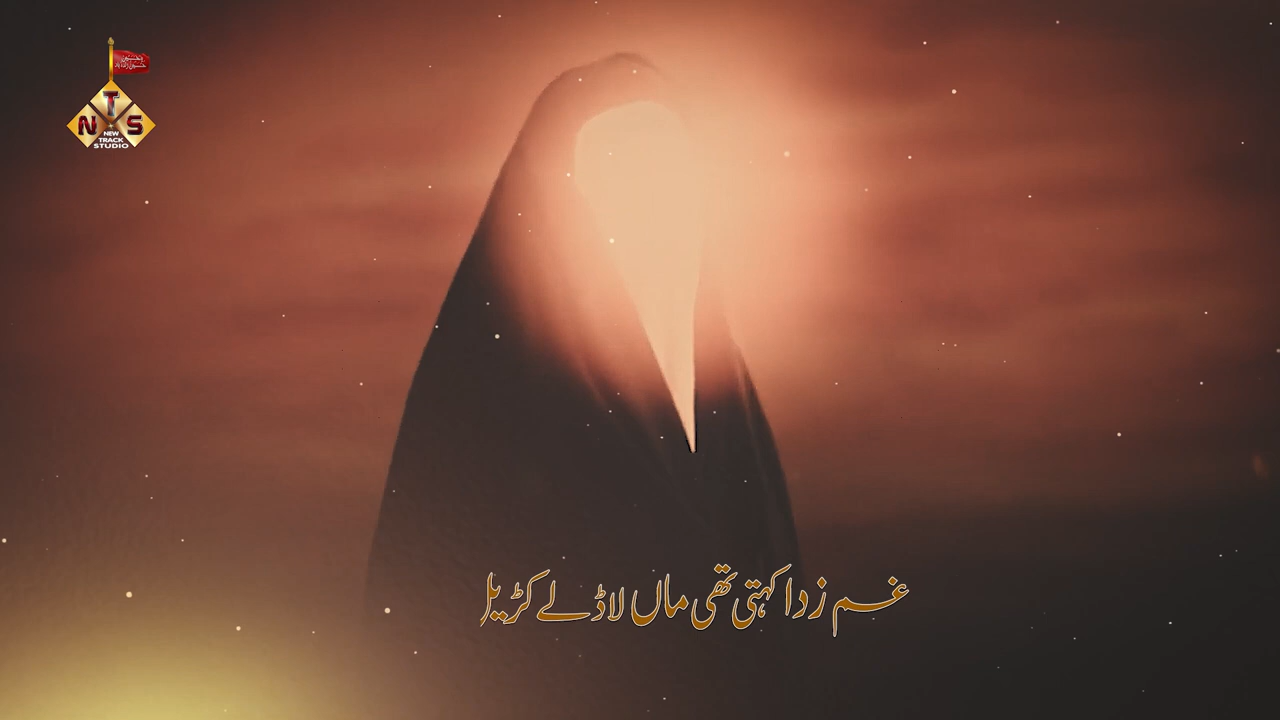 NTS
NEW
TRACK
STUDIO
غم زدا کہتی تھی ماں لاڈلے کڑیل